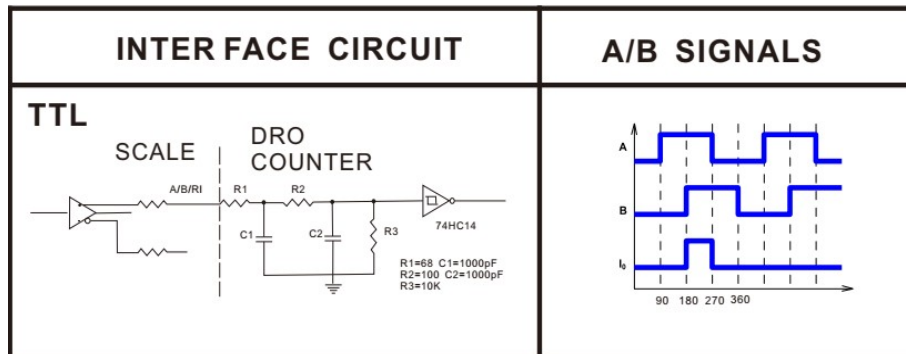 INTER FACE CIRCUIT
A/B SIGNALS
TTL
SCALE
DRO
COUNTER
A/B/RI
R1
R2
C1
C2
R3
74HC14
R1=68 C1=1000pF
R2=100 C2=1000pF
R3=10K
A
B
I₀
90 180 270 360